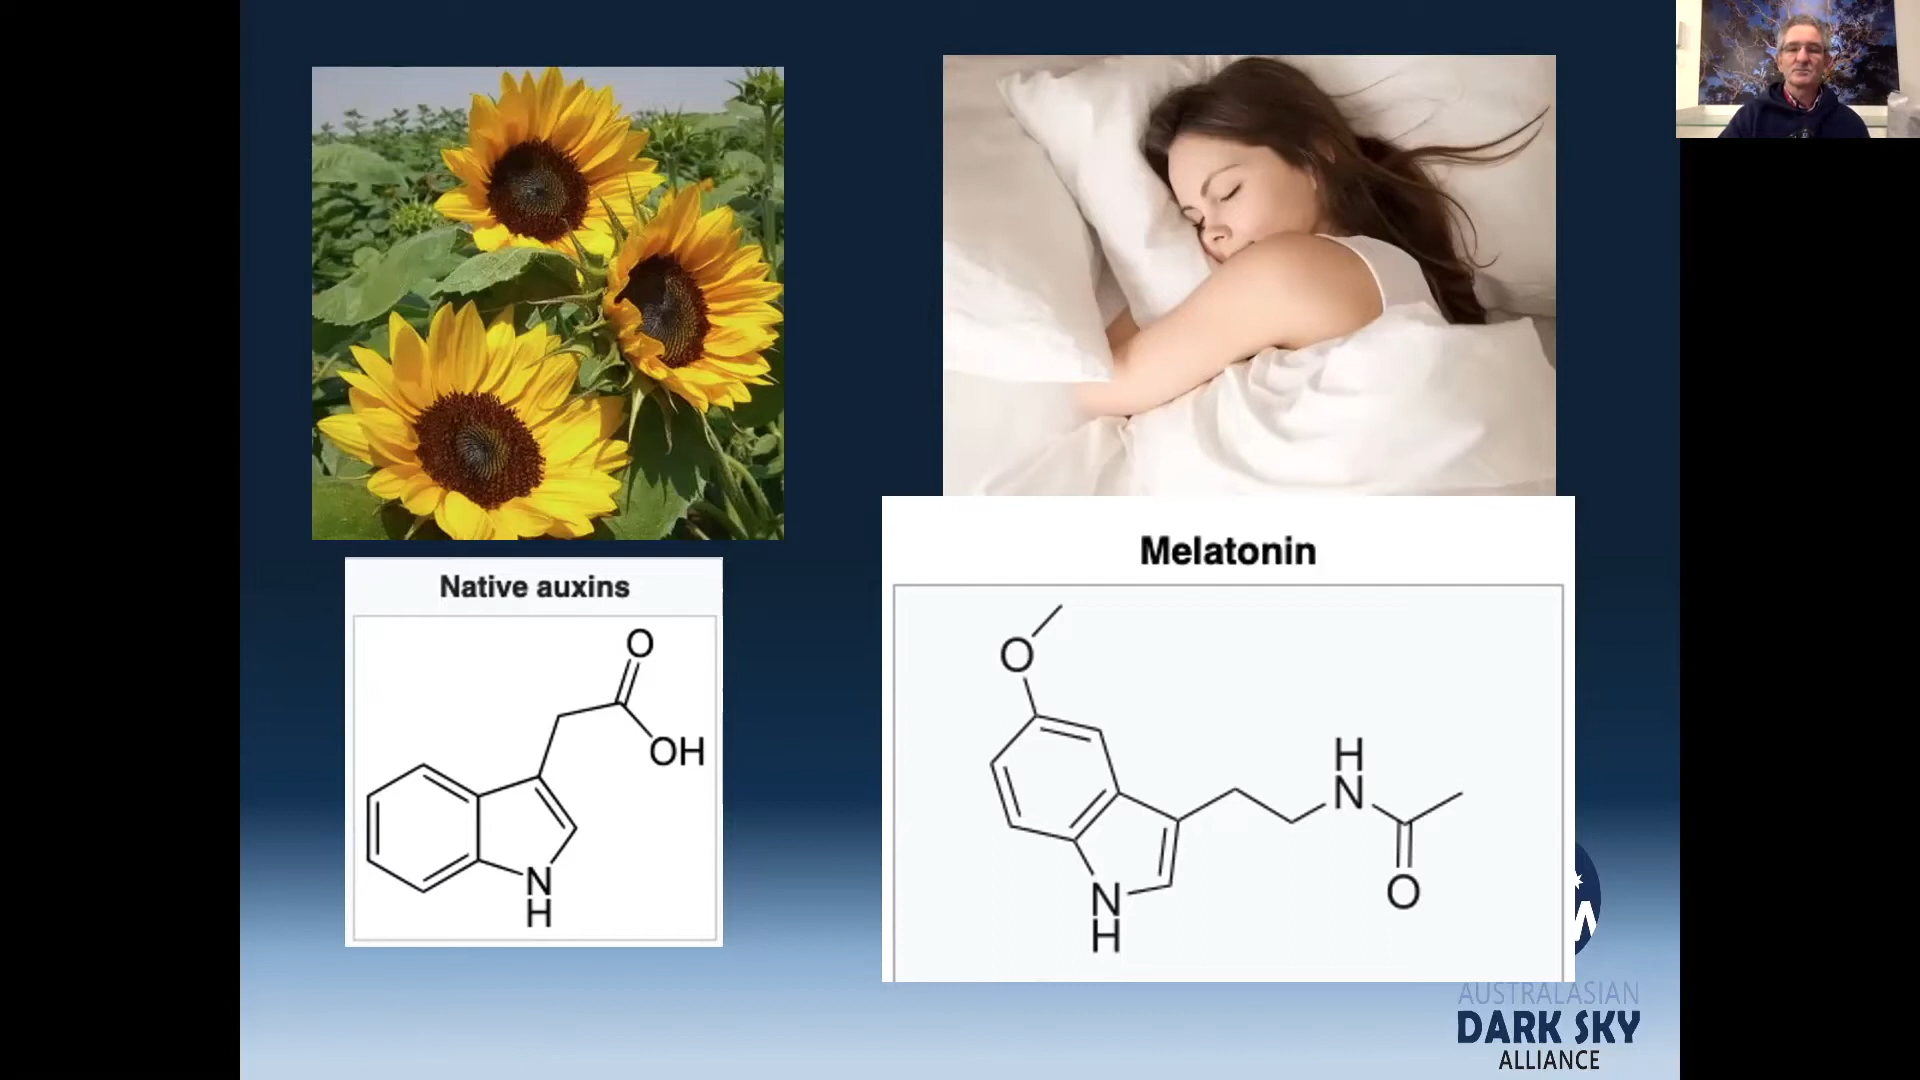 Native auxins
O
OH
N
H
Melatonin
O
H
N
O
N
H
AUSTRALASIAN
DARK SKY
ALLIANCE